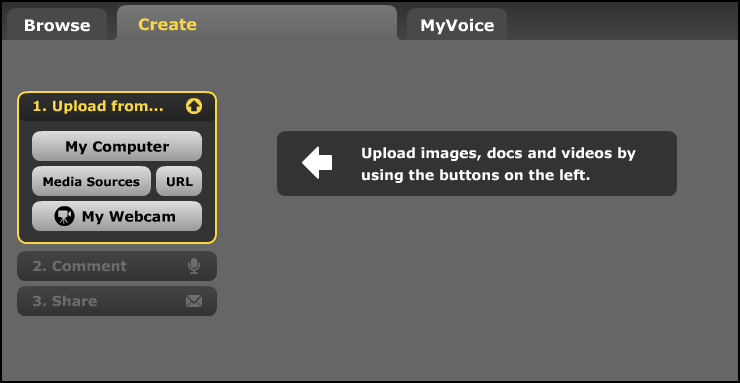 Browse
Create
MyVoice
1. Upload from...
My Computer
Media Sources
URL
My Webcam
2. Comment
3. Share
Upload images, docs and videos by
using the buttons on the left.